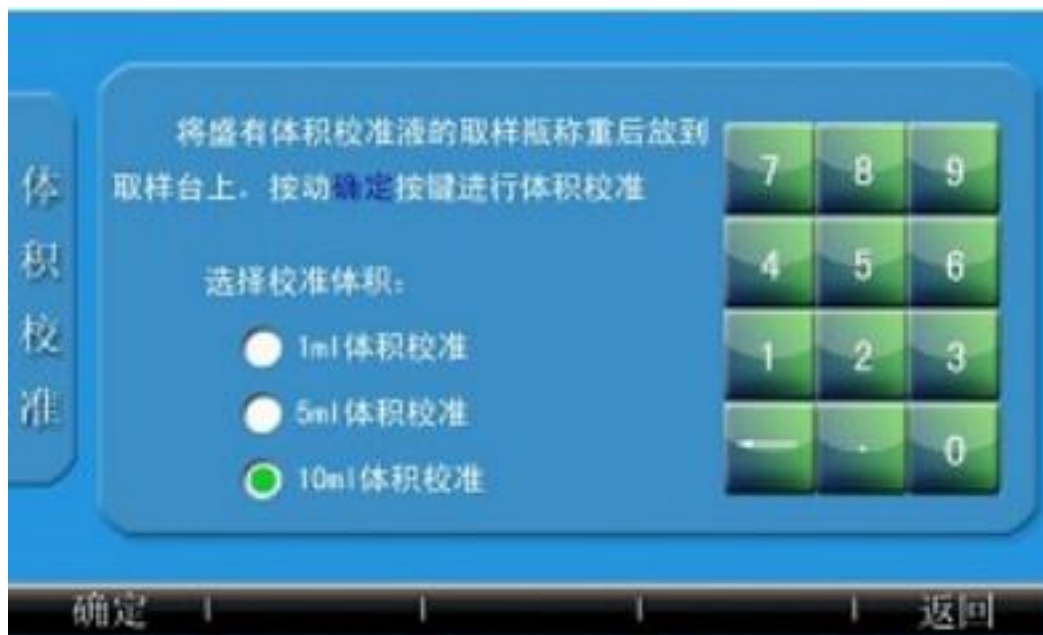 体积校准
将盛有体积校准液的取样瓶称重后放到
取样台上．按动确定按键进行体积校准
选择校准体积：
1ml体积校准
5ml体积校准
10ml体积校准
7 8 9
4 5 6
1 2 3
← . 0
确定 返回